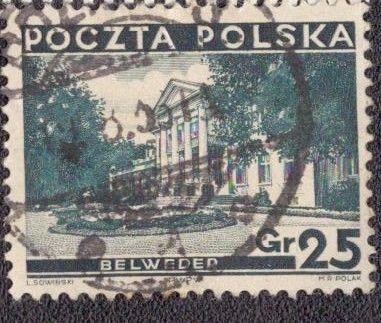 POCZTA POLSKA
Gr 25
BELWEDER
L. SOWIŃSKI M.R. POLAK